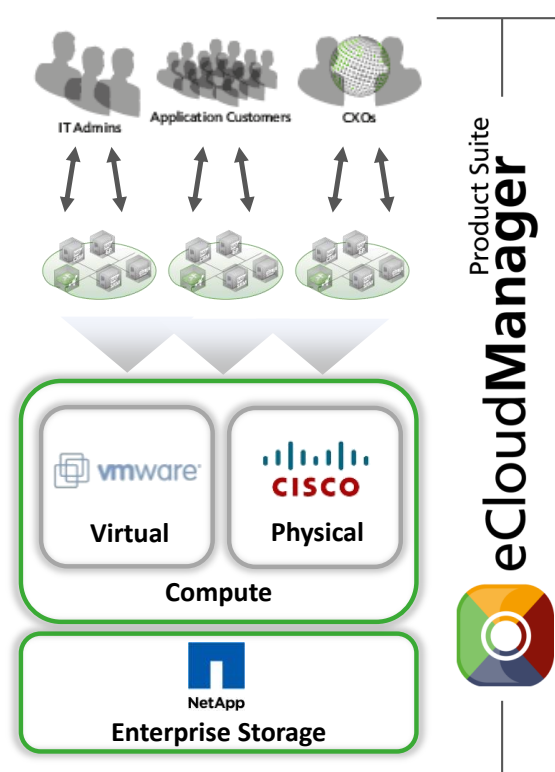 IT Admins
Application Customers
CXOs
vmware
CISCO
Virtual
Physical
Compute
NetApp
Enterprise Storage
Product Suite
eCloudManager